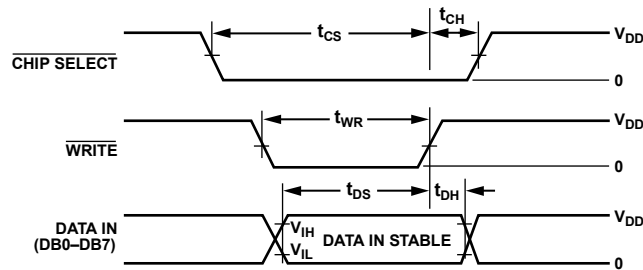 tCS
tCH
VDD
CHIP SELECT
0
tWR
VDD
WRITE
0
tDS
tDH
DATA IN
(DB0–DB7)
VIH
VIL
DATA IN STABLE
VDD
0